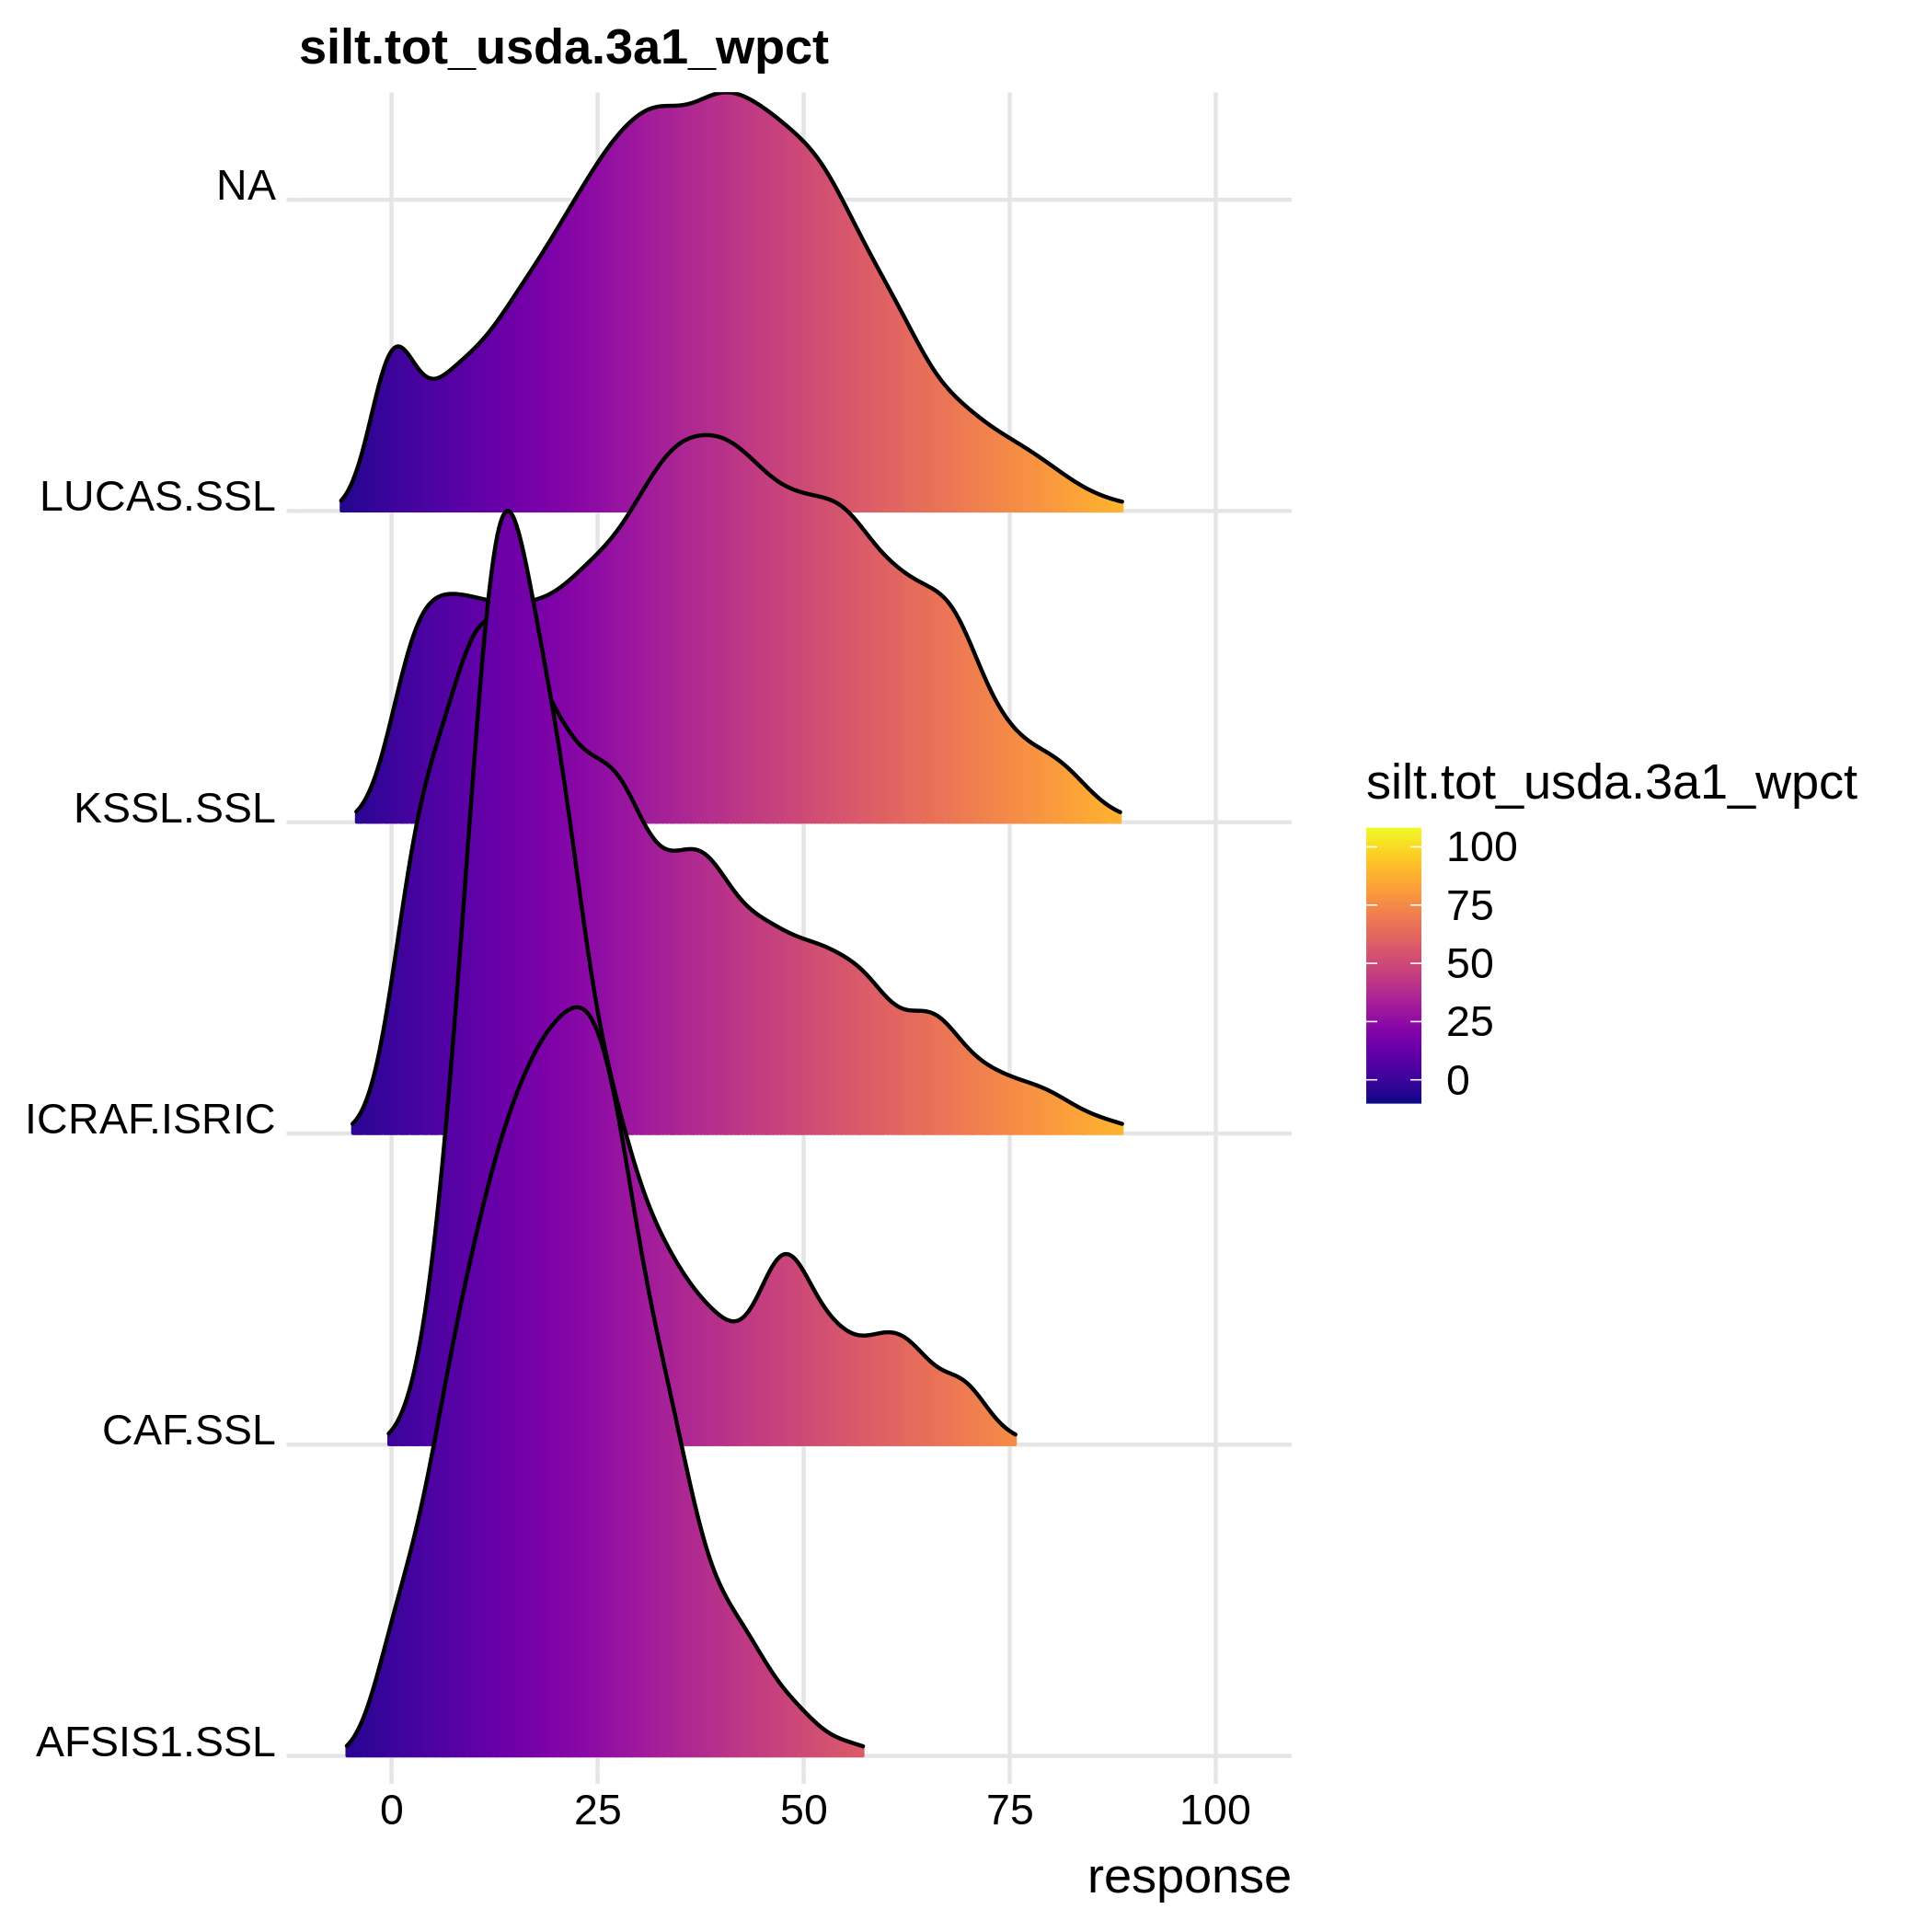 silt.tot_usda.3a1_wpct
NA
LUCAS.SSL
KSSL.SSL
ICRAF.ISRIC
CAF.SSL
AFSIS1.SSL
0 25 50 75 100
response
silt.tot_usda.3a1_wpct
100
75
50
25
0